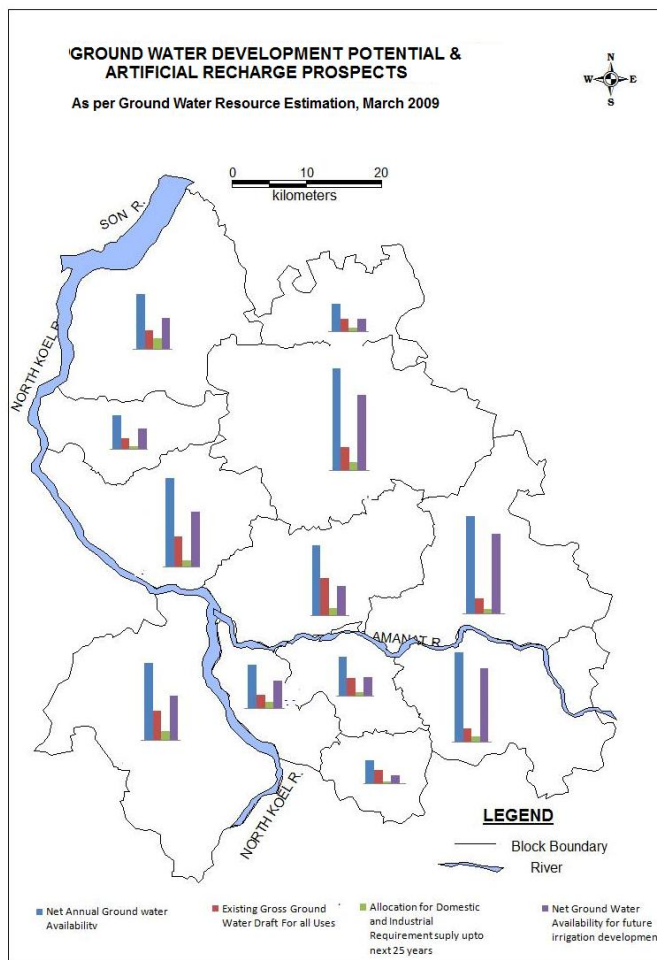 'GROUND WATER DEVELOPMENT POTENTIAL &
ARTIFICIAL RECHARGE PROSPECTS
As per Ground Water Resource Estimation, March 2009
N
W E
S
0 10 20
kilometers
SON R.
NORTH KOEL R.
AMANAT R.
NORTH KOEL R.
LEGEND
Block Boundary
River
Net Annual Ground water
Availability
Existing Gross Ground
Water Draft For all Uses
Allocation for Domestic
and Industrial
Requirement suply upto
next 25 years
Net Ground Water
Availability for future
irrigation developmen